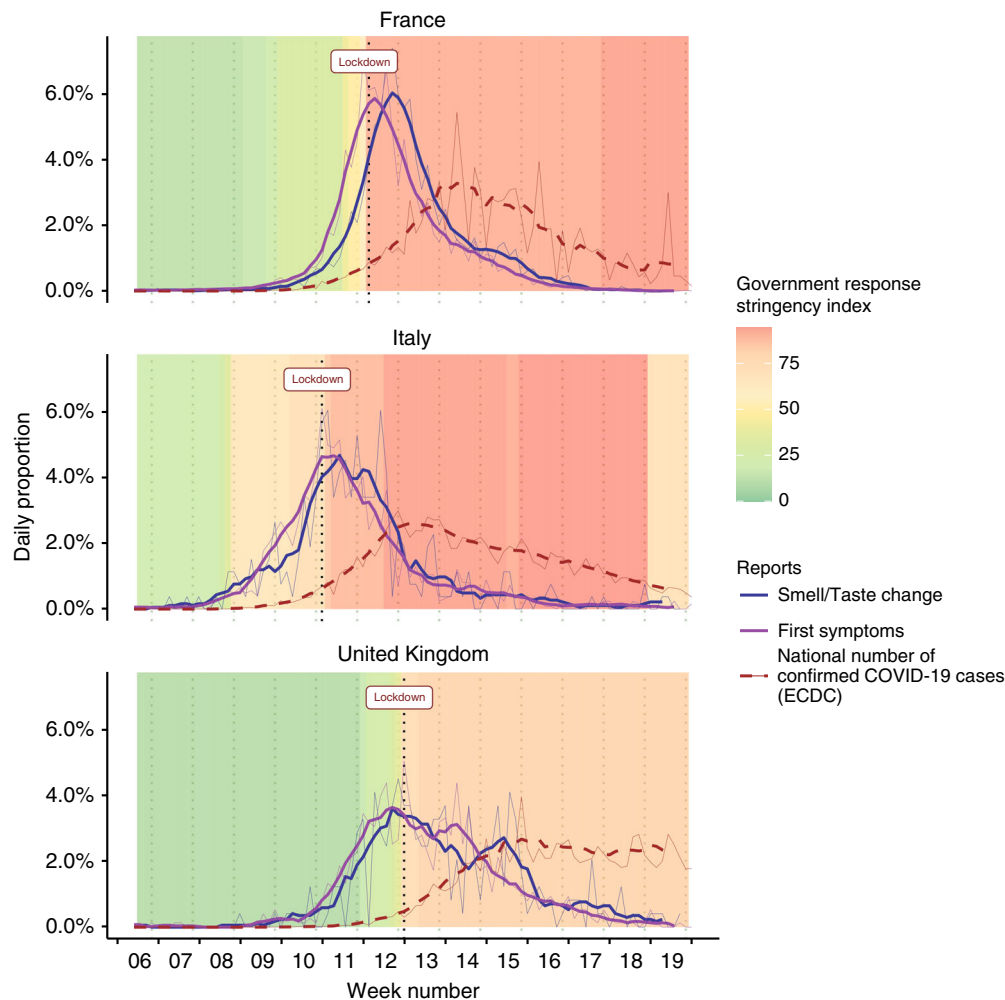 France
Lockdown
6.0%
4.0%
2.0%
0.0%
Italy
Lockdown
6.0%
4.0%
2.0%
0.0%
United Kingdom
Lockdown
6.0%
4.0%
2.0%
0.0%
Daily proportion
06 07 08 09 10 11 12 13 14 15 16 17 18 19
Week number
Government response
stringency index
75
50
25
0
Reports
Smell/Taste change
First symptoms
National number of
confirmed COVID-19 cases
(ECDC)